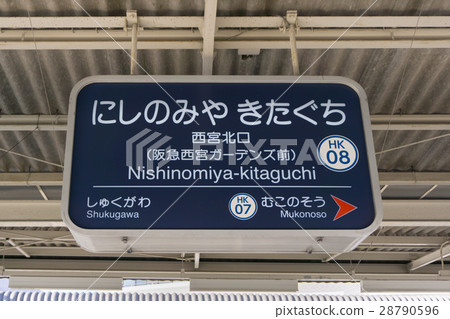 にしのみや きたぐち
西宮北口
(阪急西宮ガーデンズ前)
HK
08
Nishinomiya-kitaguchi
しゅくがわ
Shukugawa
HK
07
むこのそう
Mukonoso
28790596